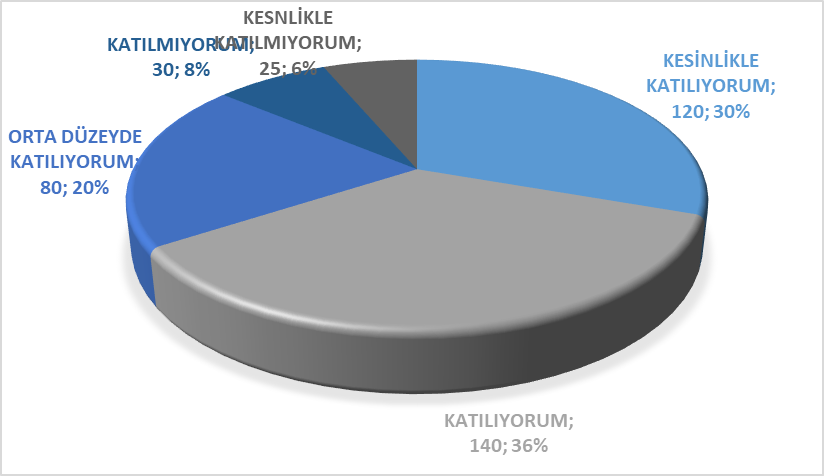 KESNLİKLE
KATILMIYORUM;
25; 6%
KATILMIYORUM;
30; 8%
KESİNLİKLE
KATILIYORUM;
120; 30%
ORTA DÜZEYDE
KATILIYORUM;
80; 20%
KATILIYORUM;
140; 36%